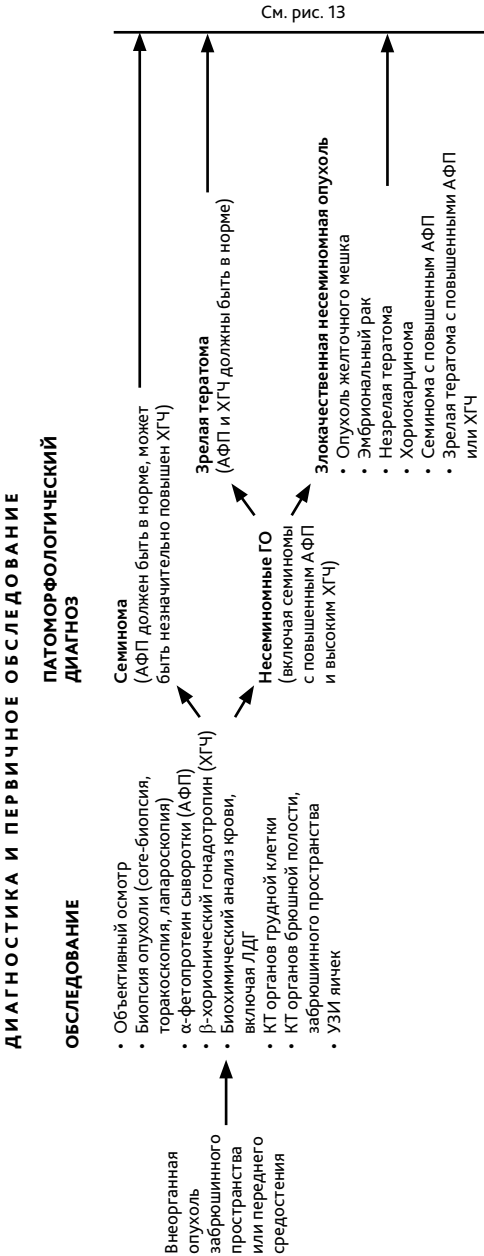 ДИАГНОСТИКА И ПЕРВИЧНОЕ ОБСЛЕДОВАНИЕ
ОБСЛЕДОВАНИЕ
ПАТОМОРФОЛОГИЧЕСКИЙ
ДИАГНОЗ
Внеорганная
опухоль
забрюшинного
пространства
или переднего
средостения
• Объективный осмотр
• Биопсия опухоли (core-биопсия,
торакоскопия, лапароскопия)
• α-фетопротеин сыворотки (АФП)
• β-хорионический гонадотропин (ХГЧ)
• Биохимический анализ крови,
включая ЛДГ
• КТ органов грудной клетки
• КТ органов брюшной полости,
забрюшинного пространства
• УЗИ яичек
Семинома
(АФП должен быть в норме, может
быть незначительно повышен ХГЧ)
Несеминомные ГО
(включая семиномы
с повышенным АФП
и высоким ХГЧ)
Зрелая тератома
(АФП и ХГЧ должны быть в норме)
Злокачественная несеминомная опухоль
• Опухоль желточного мешка
• Эмбриональный рак
• Незрелая тератома
• Хориокарцинома
• Семинома с повышенным АФП
• Зрелая тератома с повышенными АФП
или ХГЧ
См. рис. 13